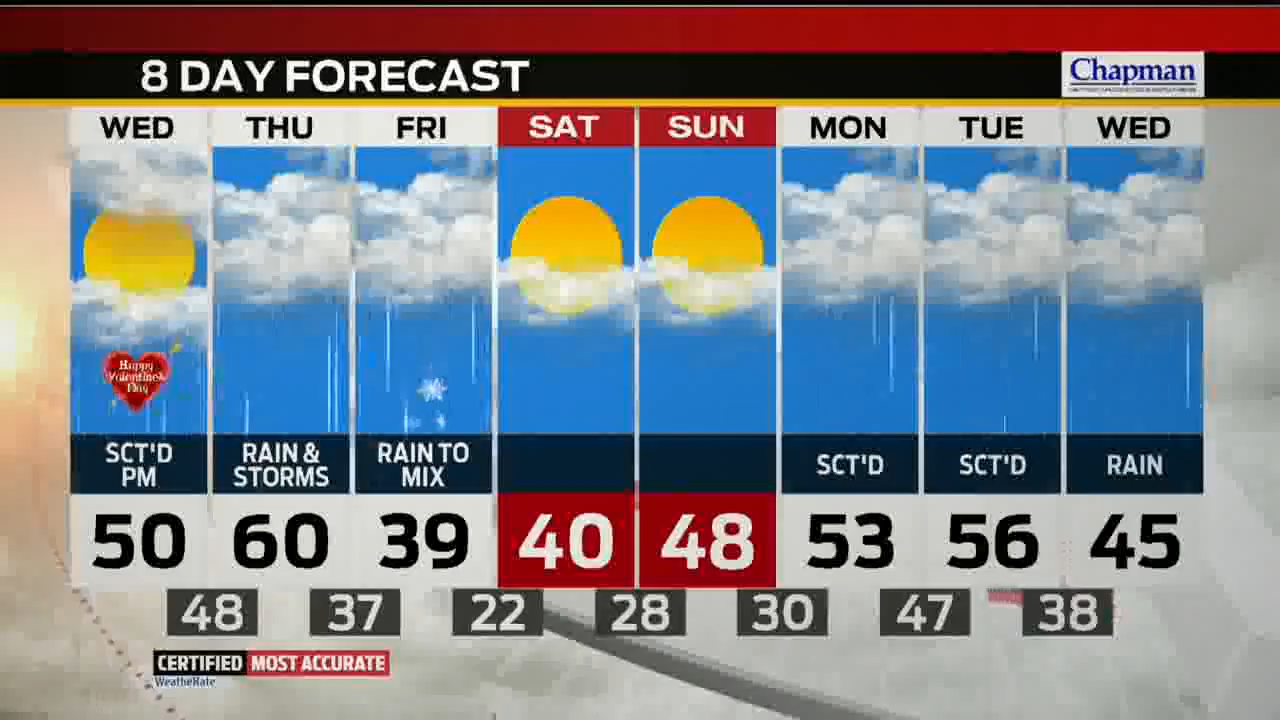 8 DAY FORECAST
Chapman
WED THU FRI SAT SUN MON TUE WED
Happy
Valentine's
Day
SCT'D
PM
RAIN &
STORMS
RAIN TO
MIX
SCT'D
SCT'D
RAIN
50 60 39 40 48 53 56 45
48 37 22 28 30 47 38
CERTIFIED MOST ACCURATE
WeatheRate